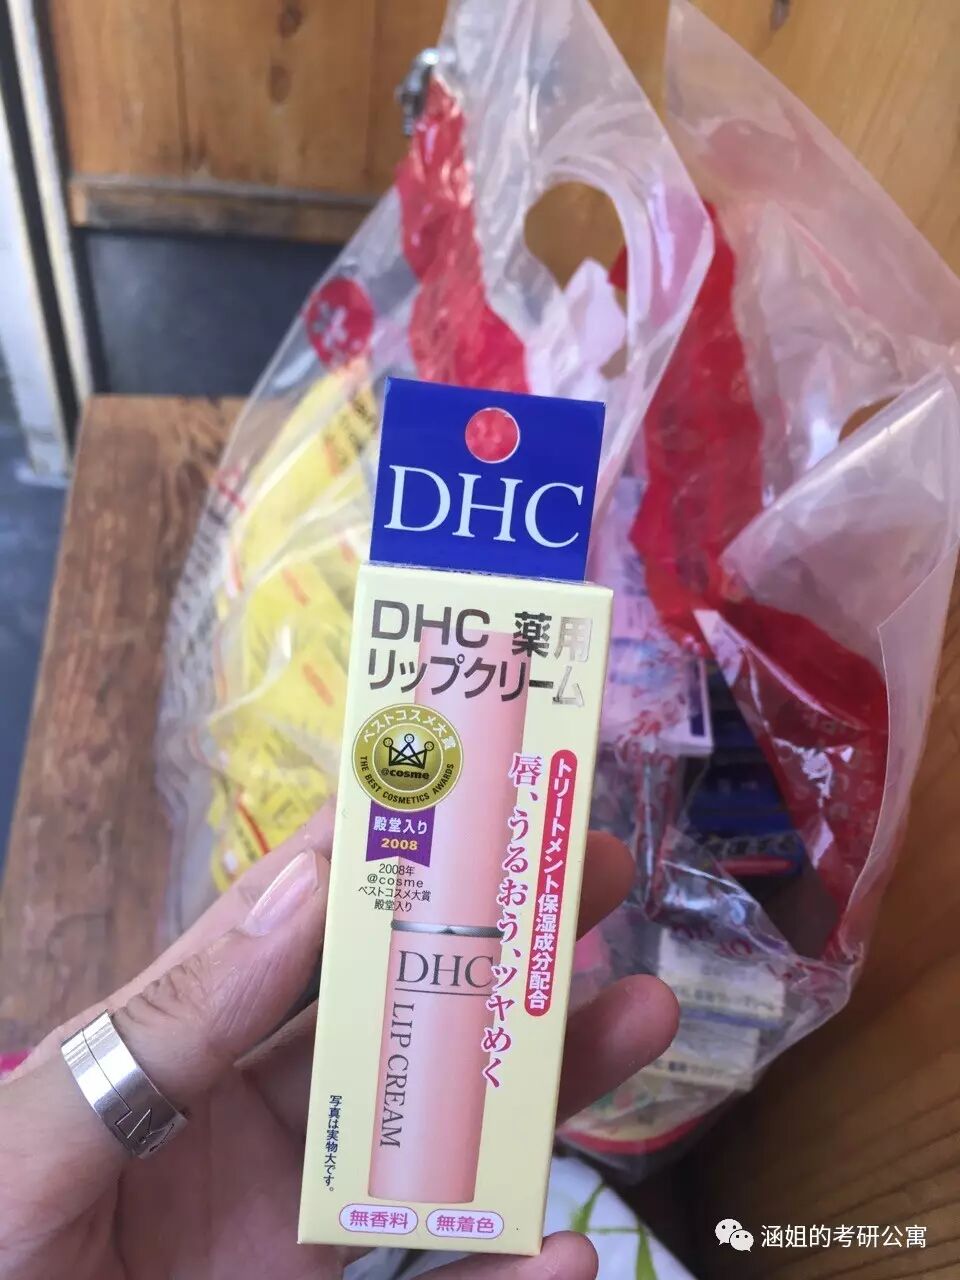 DHC
DHC 薬用
リップクリーム
ベストコスメ大賞
@cosme
THE BEST COSMETICS AWARDS
殿堂入り
2008
2008年
@cosme
ベストコスメ大賞
殿堂入り
トリートメント保湿成分配合
唇、うるおう、ツヤめく
DHC
LIP CREAM
写真は実物大です。
無香料
無着色
涵姐的考研公寓